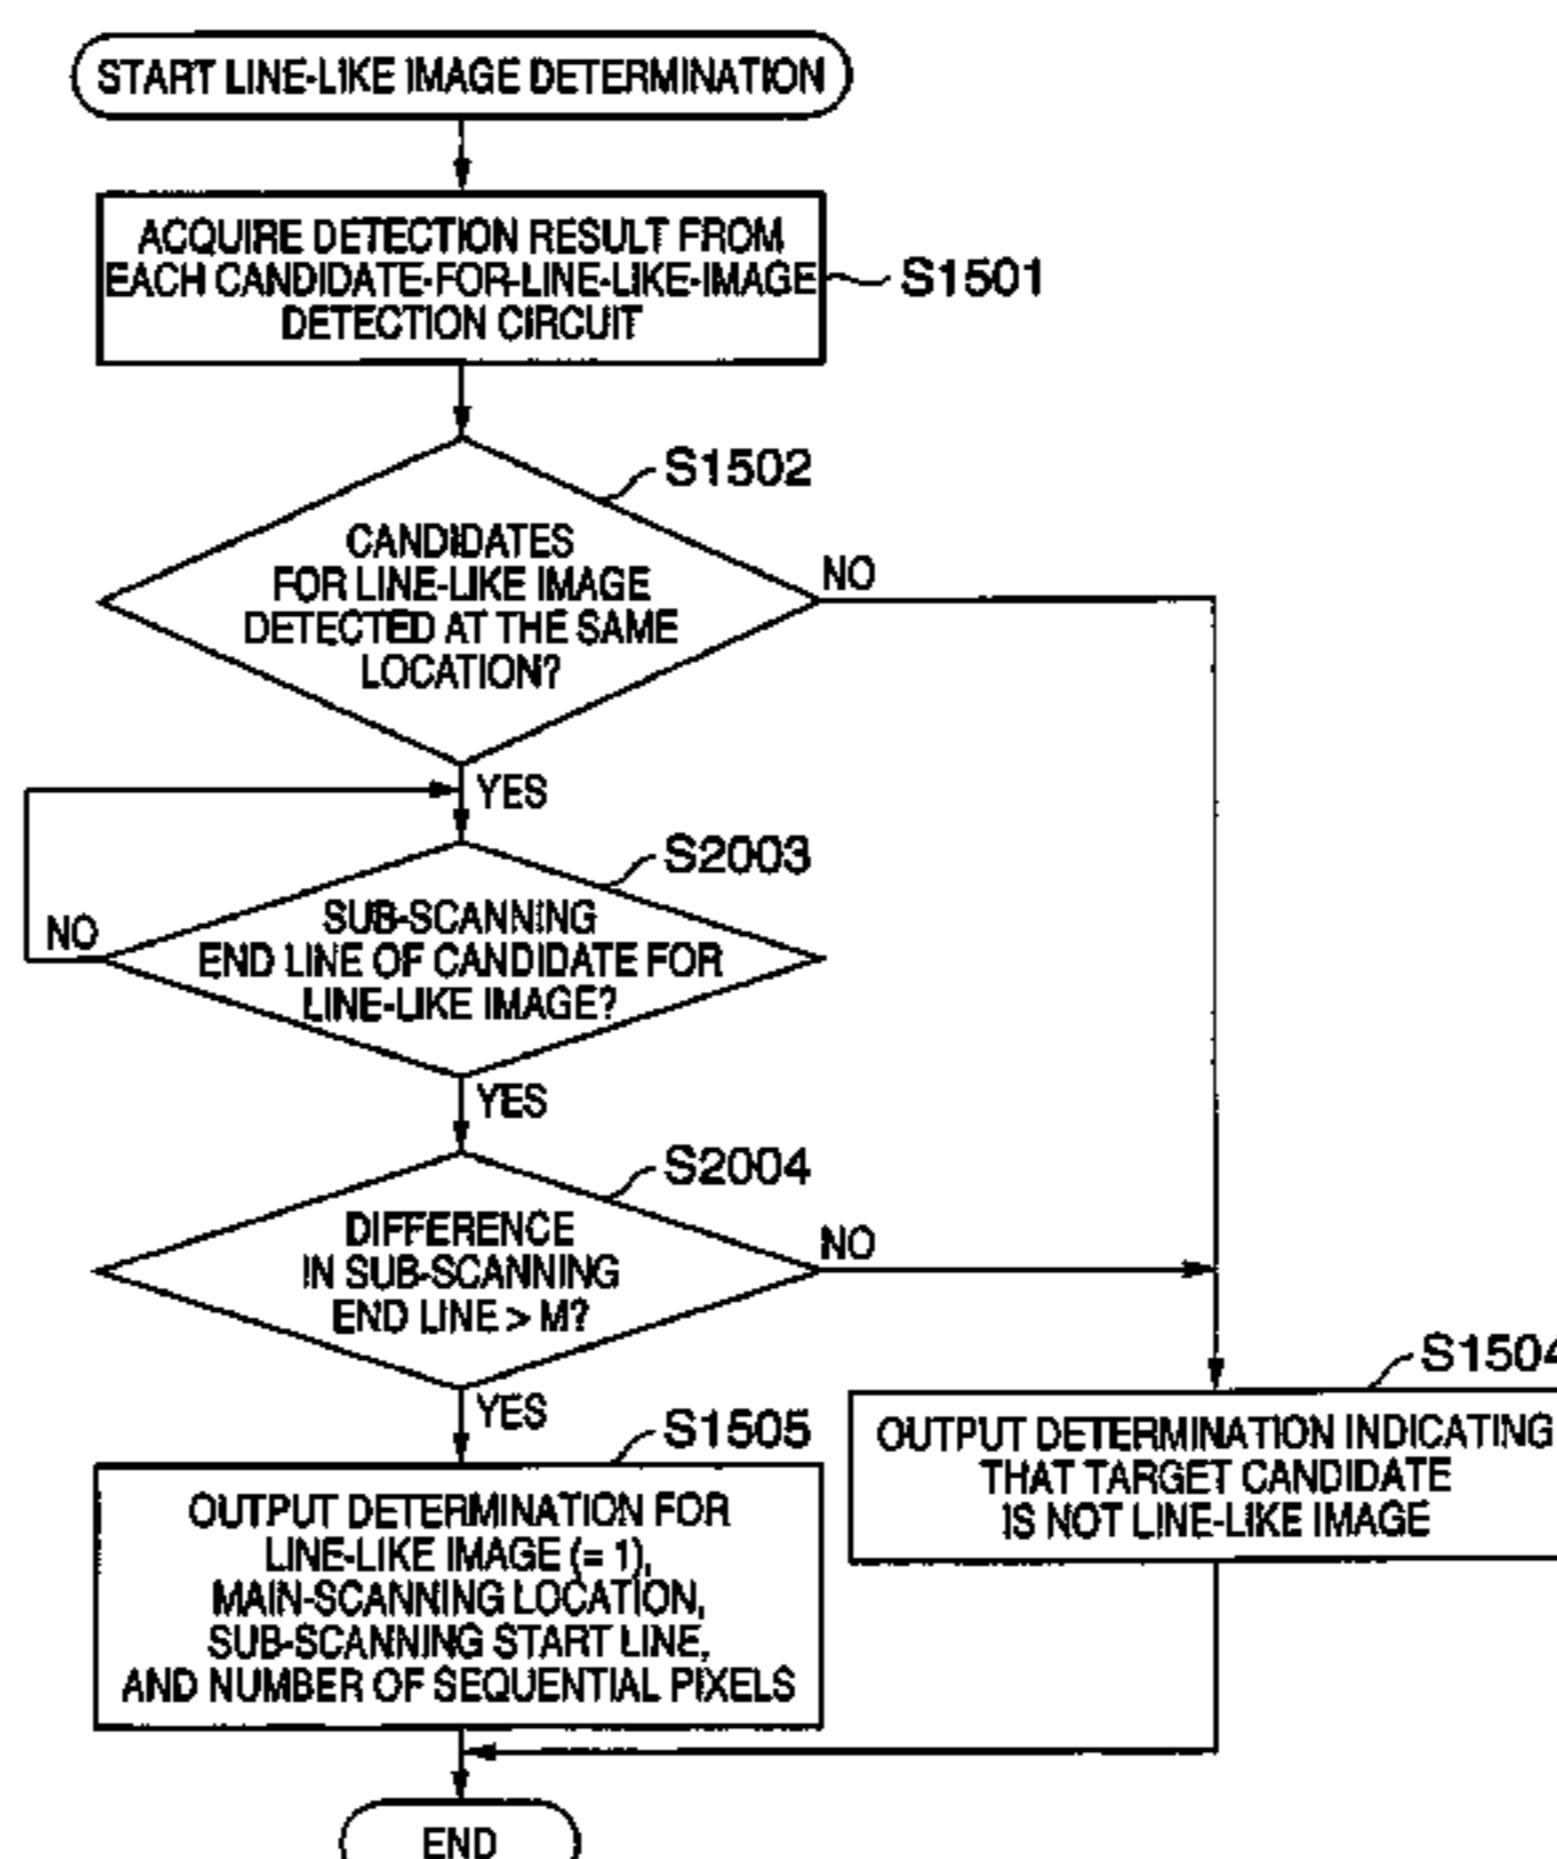 START LINE-LIKE IMAGE DETERMINATION
ACQUIRE DETECTION RESULT FROM
EACH CANDIDATE-FOR-LINE-LIKE-IMAGE
DETECTION CIRCUIT
S1501
S1502
CANDIDATES
FOR LINE-LIKE IMAGE
DETECTED AT THE SAME
LOCATION?
NO
YES
S2003
SUB-SCANNING
END LINE OF CANDIDATE FOR
LINE-LIKE IMAGE?
NO
YES
S2004
DIFFERENCE
IN SUB-SCANNING
END LINE > M?
NO
YES
S1504
OUTPUT DETERMINATION INDICATING
THAT TARGET CANDIDATE
IS NOT LINE-LIKE IMAGE
S1505
OUTPUT DETERMINATION FOR
LINE-LIKE IMAGE (= 1),
MAIN-SCANNING LOCATION,
SUB-SCANNING START LINE,
AND NUMBER OF SEQUENTIAL PIXELS
END